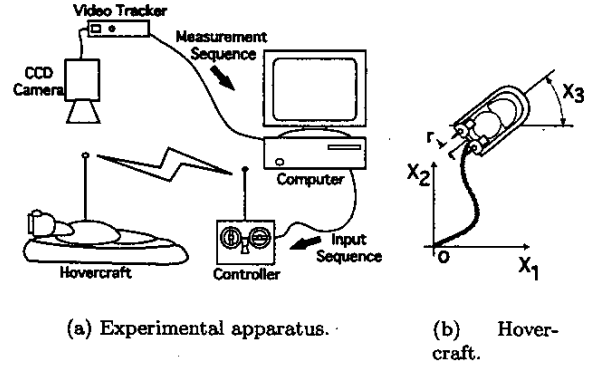 Video Tracker
Measurement
Sequence
CCD
Camera
Computer
Hovercraft
Controller
Input
Sequence
(a) Experimental apparatus.
X3
r
r
X2
O
X1
(b) Hover-
craft.